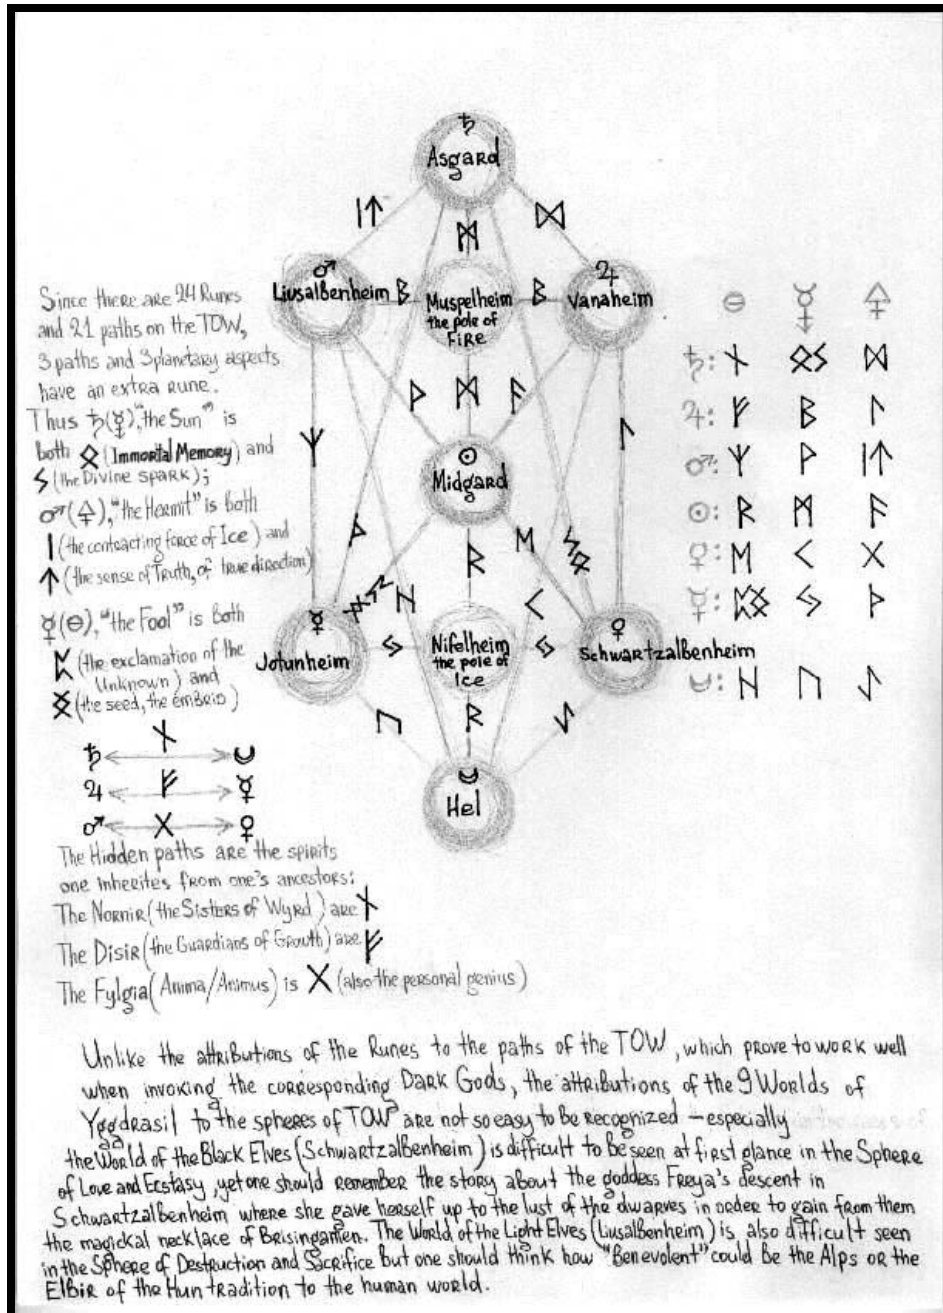 ♄
Asgard
ᛁᛏ ᛞ
ᛗ
♂ ♃
Liusalbenheim ᛒ Muspelheim ᛒ Vanaheim
the pole of
FIRE
ᚹ ᛗ ᚨ
ᛉ ᛚ
☉
Midgard
ᚦ ᛖ ᛊᛟ
ᚱ
ᛈᛜ ᚺ ᚲ
☿ ♀
Jotunheim ᛃ Nifelheim ᛃ Schwartzalbenheim
the pole of
Ice
ᚢ ᚱ ᛇ
☽
Hel
Since there are 24 Runes
and 21 paths on the TOW,
3 paths and 3 planetary aspects
have an extra rune.
Thus ♄(☿), "the Sun" is
both ᛟ (Immortal Memory) and
ᛊ (the Divine spark);
♂(🜍), "the Hermit" is both
ᛁ (the contracting force of Ice) and
ᛏ (the sense of Truth, of true direction)
☿(⊖), "the Fool" is Both
ᛈ (the exclamation of the
Unknown) and
ᛜ (the seed, the embrio)
♄ ⟷ ᚾ ⟷ ☽
♃ ⟷ ᚠ ⟷ ☿
♂ ⟷ ᚷ ⟷ ♀
The Hidden paths are the spirits
one inherites from one's ancestors:
The Nornir (the Sisters of Wyrd) are ᚾ
The Disir (the Guardians of Growth) are ᚠ
The Fylgia (Anima/Animus) is ᚷ (also the personal genius)
⊖ ☿ 🜍
♄: ᚾ ᛟᛊ ᛞ
♃: ᚠ ᛒ ᛚ
♂: ᛉ ᚹ ᛁᛏ
☉: ᚱ ᛗ ᚨ
♀: ᛖ ᚲ ᚷ
☿: ᛈᛜ ᛃ ᚦ
☽: ᚺ ᚢ ᛇ
Unlike the attributions of the Runes to the paths of the TOW, which prove to work well
when invoking the corresponding Dark Gods, the attributions of the 9 Worlds of
Yggdrasil to the spheres of TOW are not so easy to be recognized – especially
the World of the Black Elves (Schwartzalbenheim) is difficult to be seen at first glance in the Sphere
of Love and Ecstasy, yet one should remember the story about the goddess Freya's descent in
Schwartzalbenheim where she gave herself up to the lust of the dwarves in order to gain from them
the magickal necklace of Brisingamen. The World of the Light Elves (Liusalbenheim) is also difficult seen
in the Sphere of Destruction and Sacrifice but one should think how "Benevolent" could be the Alps or the
Elbir of the Hun tradition to the human world.